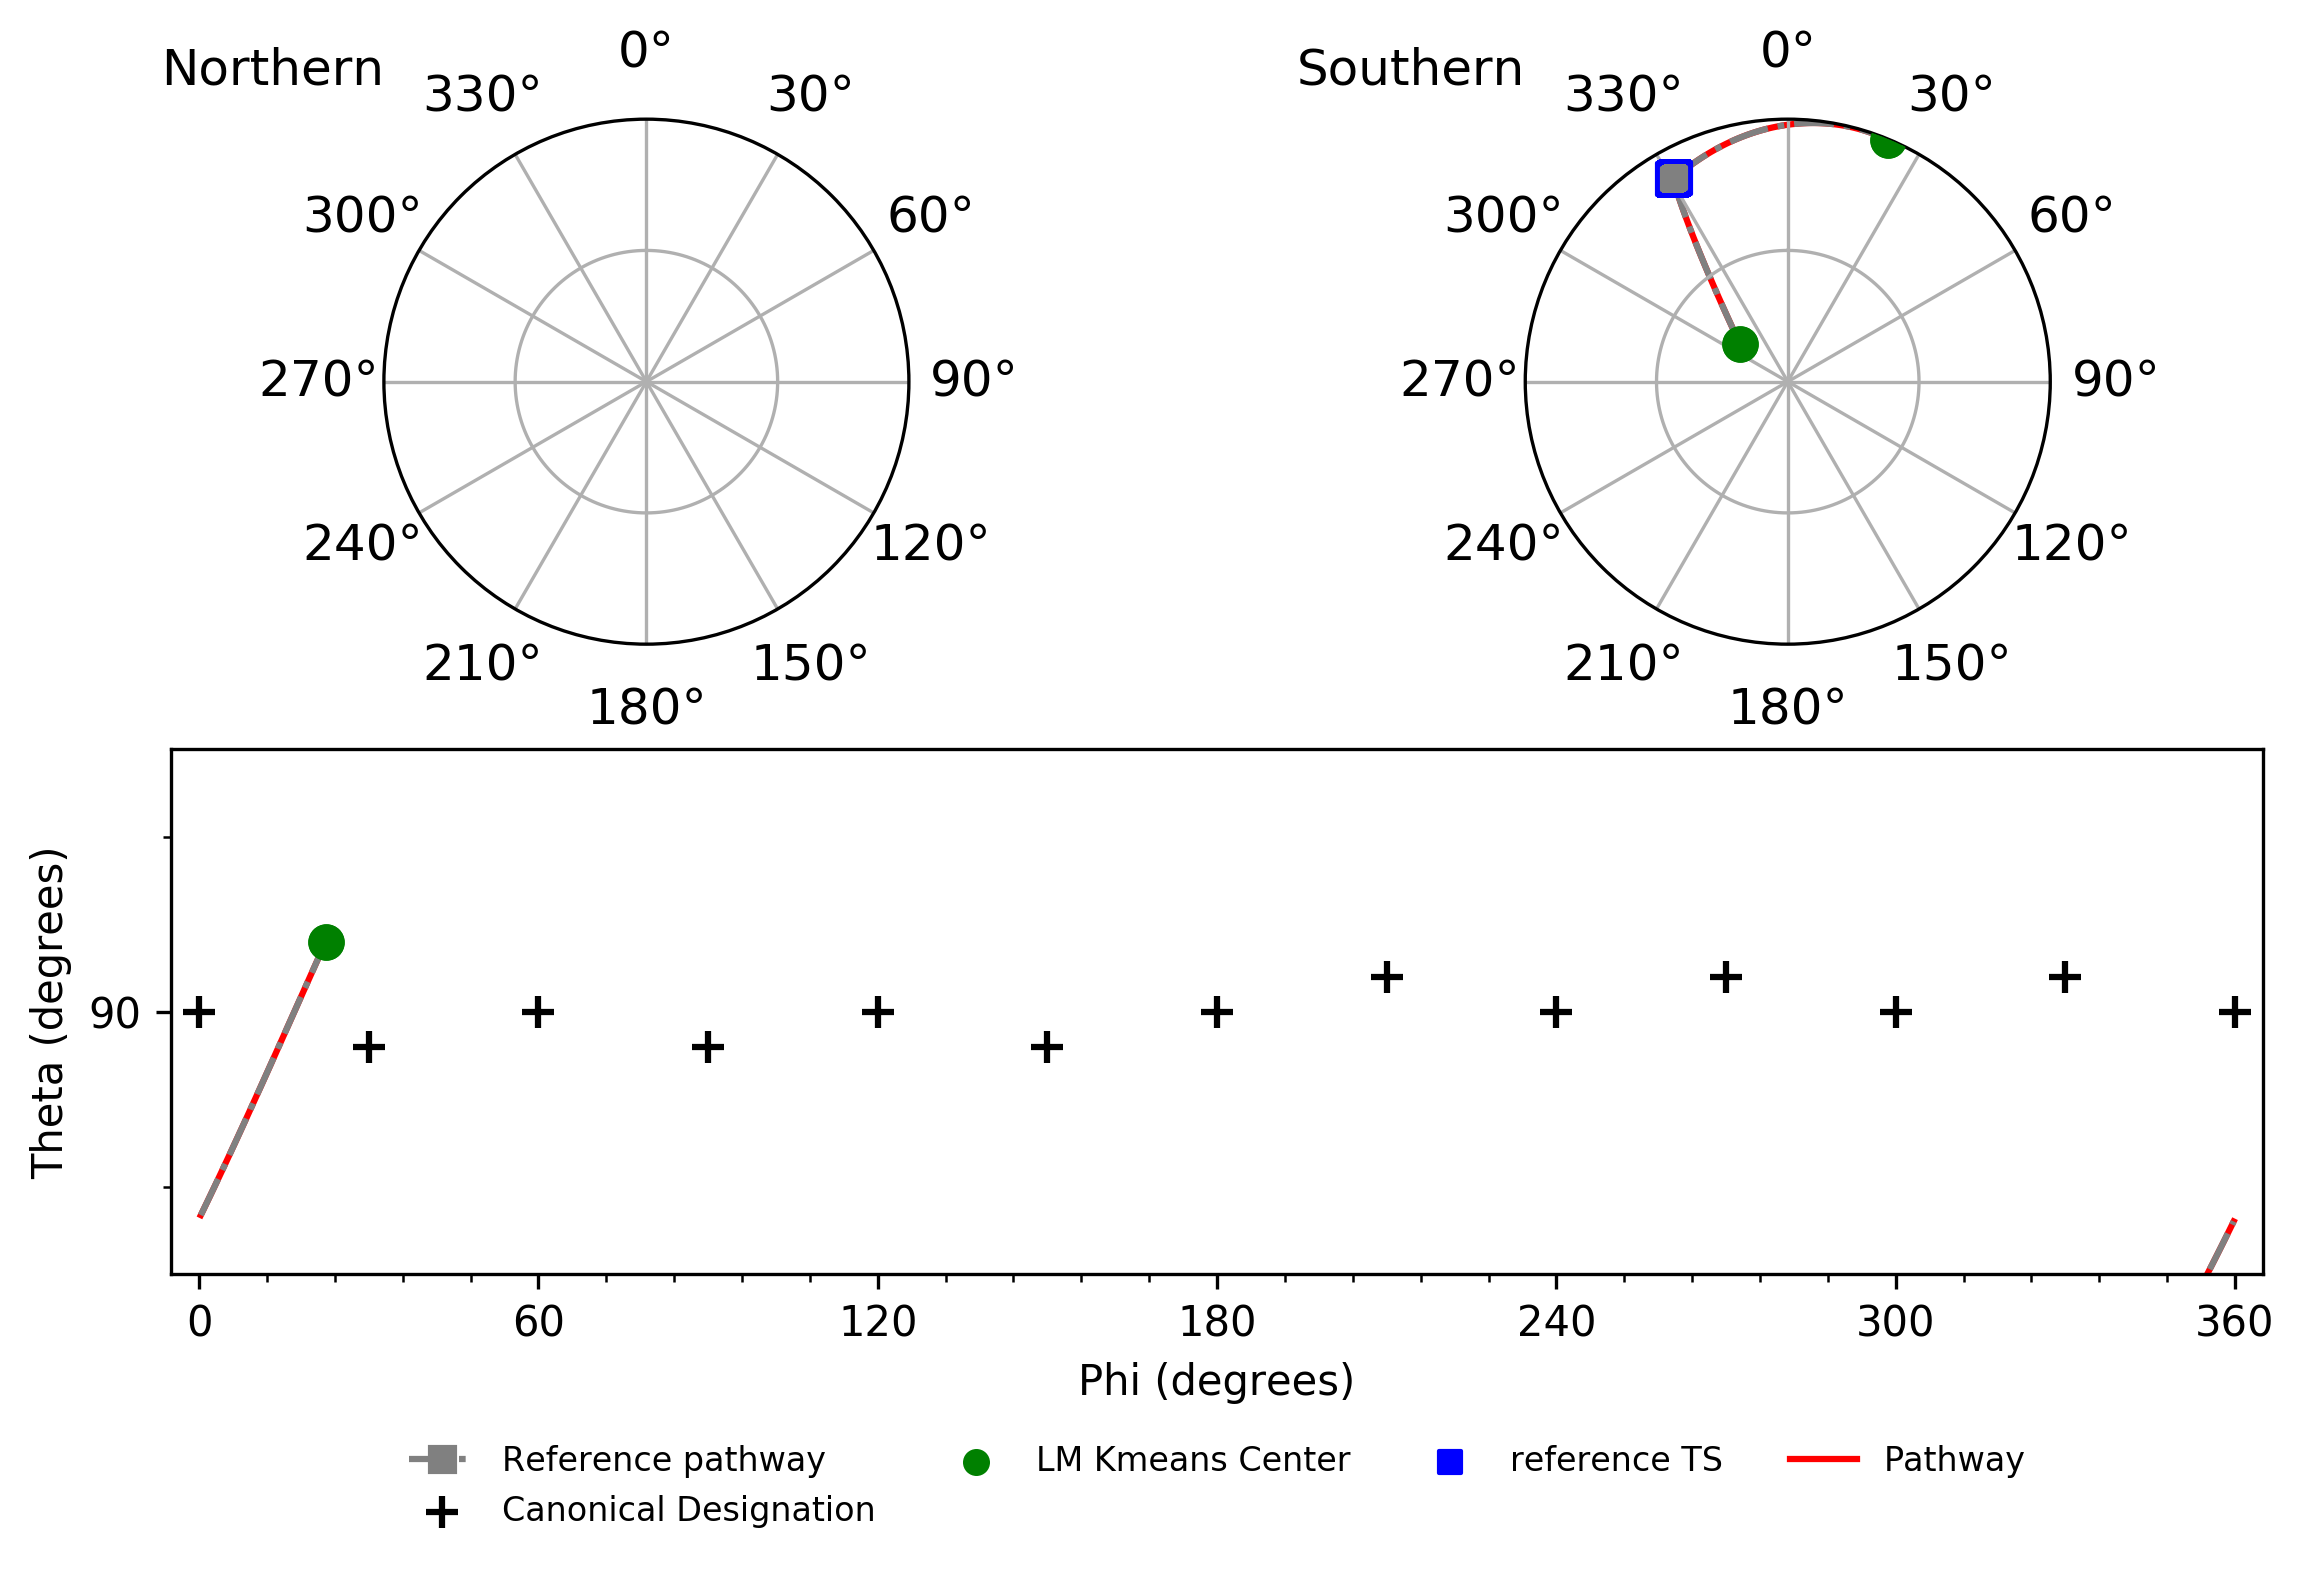 Northern
0°
330°
30°
300°
60°
270°
90°
240°
120°
210°
150°
180°
Southern
0°
330°
30°
300°
60°
270°
90°
240°
120°
210°
150°
180°
Theta (degrees)
90
0 60 120 180 240 300 360
Phi (degrees)
Reference pathway
Canonical Designation
LM Kmeans Center
reference TS
Pathway